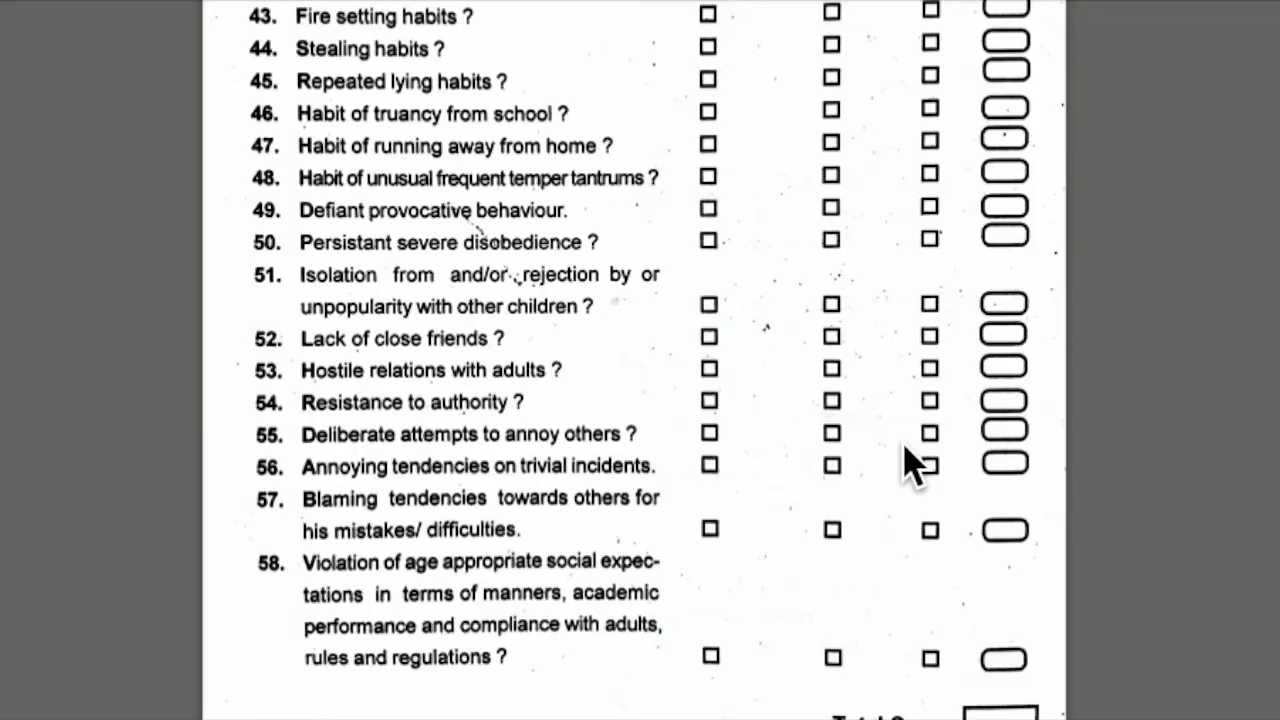 43. Fire setting habits ?
44. Stealing habits ?
45. Repeated lying habits ?
46. Habit of truancy from school ?
47. Habit of running away from home ?
48. Habit of unusual frequent temper tantrums ?
49. Defiant provocative behaviour.
50. Persistant severe disobedience ?
51. Isolation from and/or rejection by or
unpopularity with other children ?
52. Lack of close friends ?
53. Hostile relations with adults ?
54. Resistance to authority ?
55. Deliberate attempts to annoy others ?
56. Annoying tendencies on trivial incidents.
57. Blaming tendencies towards others for
his mistakes/ difficulties.
58. Violation of age appropriate social expec-
tations in terms of manners, academic
performance and compliance with adults,
rules and regulations ?